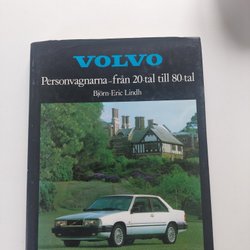 VOLVO
Personvagnarna-från 20-tal till 80-tal
Björn-Eric Lindh